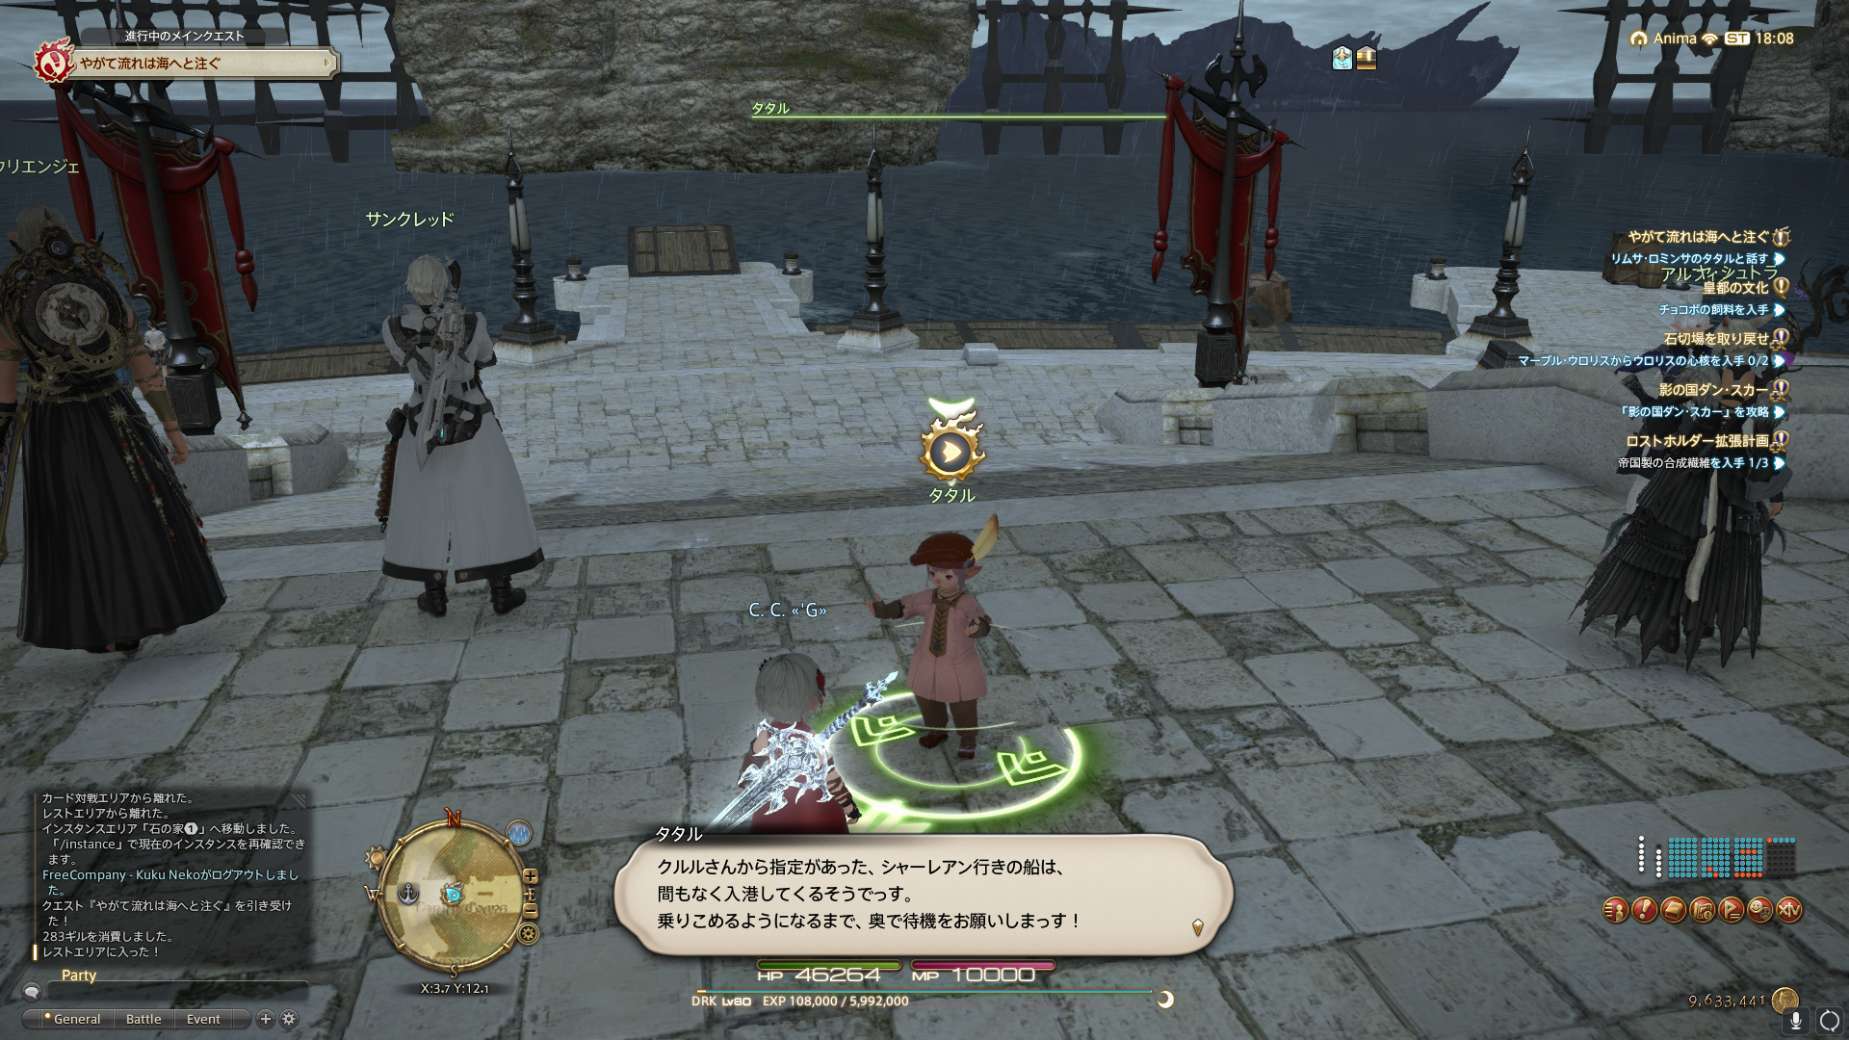 進行中のメインクエスト
やがて流れは海へと注ぐ
Anima ST 18:08
タタル
ウリエンジェ
サンクレッド
やがて流れは海へと注ぐ
リムサ・ロミンサのタタルと話す
アルフィ・シュトラ
皇都の文化
チョコボの飼料を入手
石切場を取り戻せ
マーブル・ウロリスからウロリスの心核を入手 0/2
影の国ダン・スカー
「影の国ダン・スカー」を攻略
ロストホルダー拡張計画
帝国製の合成繊維を入手 1/3
タタル
C. C. «'G»
カード対戦エリアから離れた。
レストエリアから離れた。
インスタンスエリア「石の家1」へ移動しました。
「/instance」で現在のインスタンスを再確認でき
ます。
FreeCompany - Kuku Nekoがログアウトしまし
た。
クエスト『やがて流れは海へと注ぐ』を引き受け
た！
283ギルを消費しました。
レストエリアに入った！
Party
General Battle Event
N
S
X:3.7 Y:12.1
タタル
クルルさんから指定があった、シャーレアン行きの船は、
間もなく入港してくるそうでっす。
乗りこめるようになるまで、奥で待機をお願いしまっす！
HP 46264 MP 10000
DRK Lv80 EXP 108,000 / 5,992,000
XIV
9,633,441